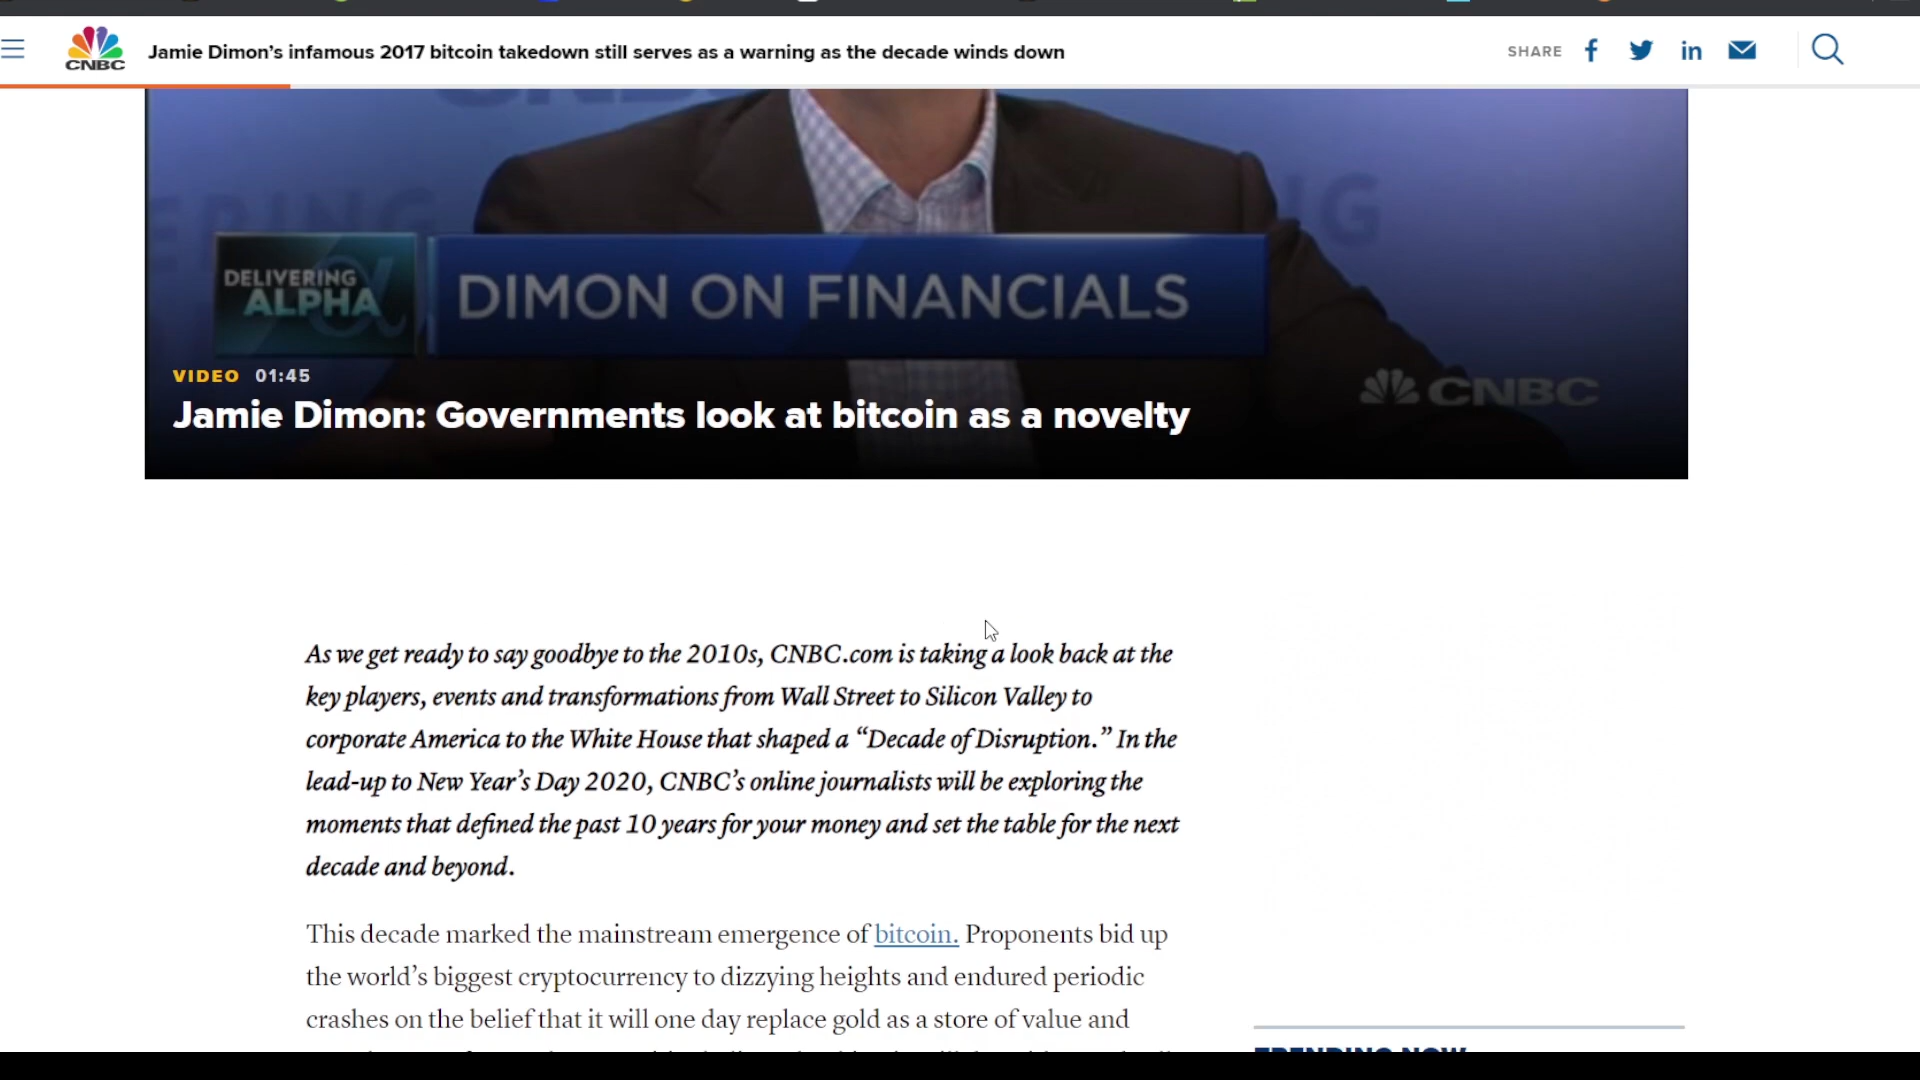 CNBC
Jamie Dimon’s infamous 2017 bitcoin takedown still serves as a warning as the decade winds down
SHARE
DELIVERING
ALPHA
DIMON ON FINANCIALS
VIDEO 01:45
Jamie Dimon: Governments look at bitcoin as a novelty
CNBC
As we get ready to say goodbye to the 2010s, CNBC.com is taking a look back at the
key players, events and transformations from Wall Street to Silicon Valley to
corporate America to the White House that shaped a “Decade of Disruption.” In the
lead-up to New Year’s Day 2020, CNBC’s online journalists will be exploring the
moments that defined the past 10 years for your money and set the table for the next
decade and beyond.
This decade marked the mainstream emergence of bitcoin. Proponents bid up
the world’s biggest cryptocurrency to dizzying heights and endured periodic
crashes on the belief that it will one day replace gold as a store of value and
TRENDING NOW